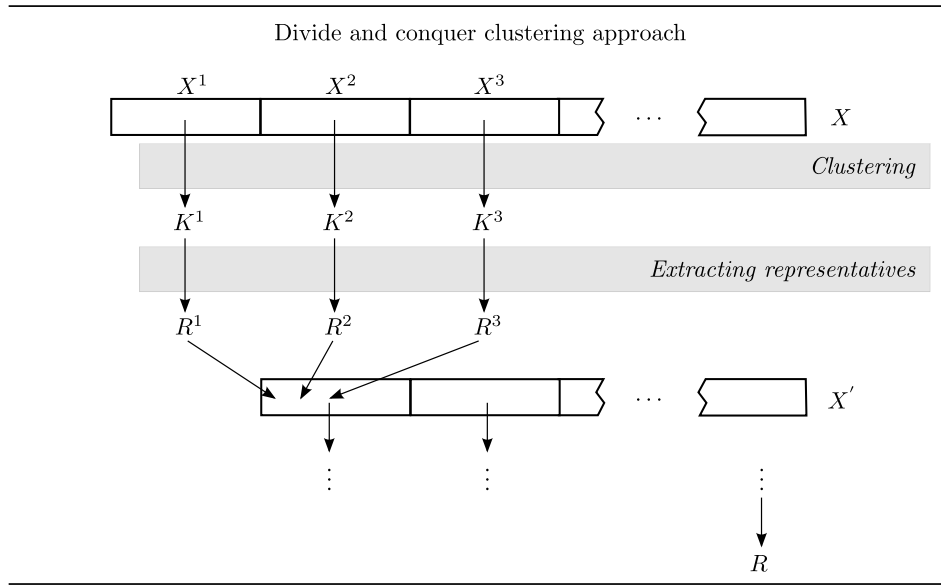 Divide and conquer clustering approach
X¹ X² X³
... X
Clustering
K¹ K² K³
Extracting representatives
R¹ R² R³
... X′
⋮ ⋮ ⋮
R